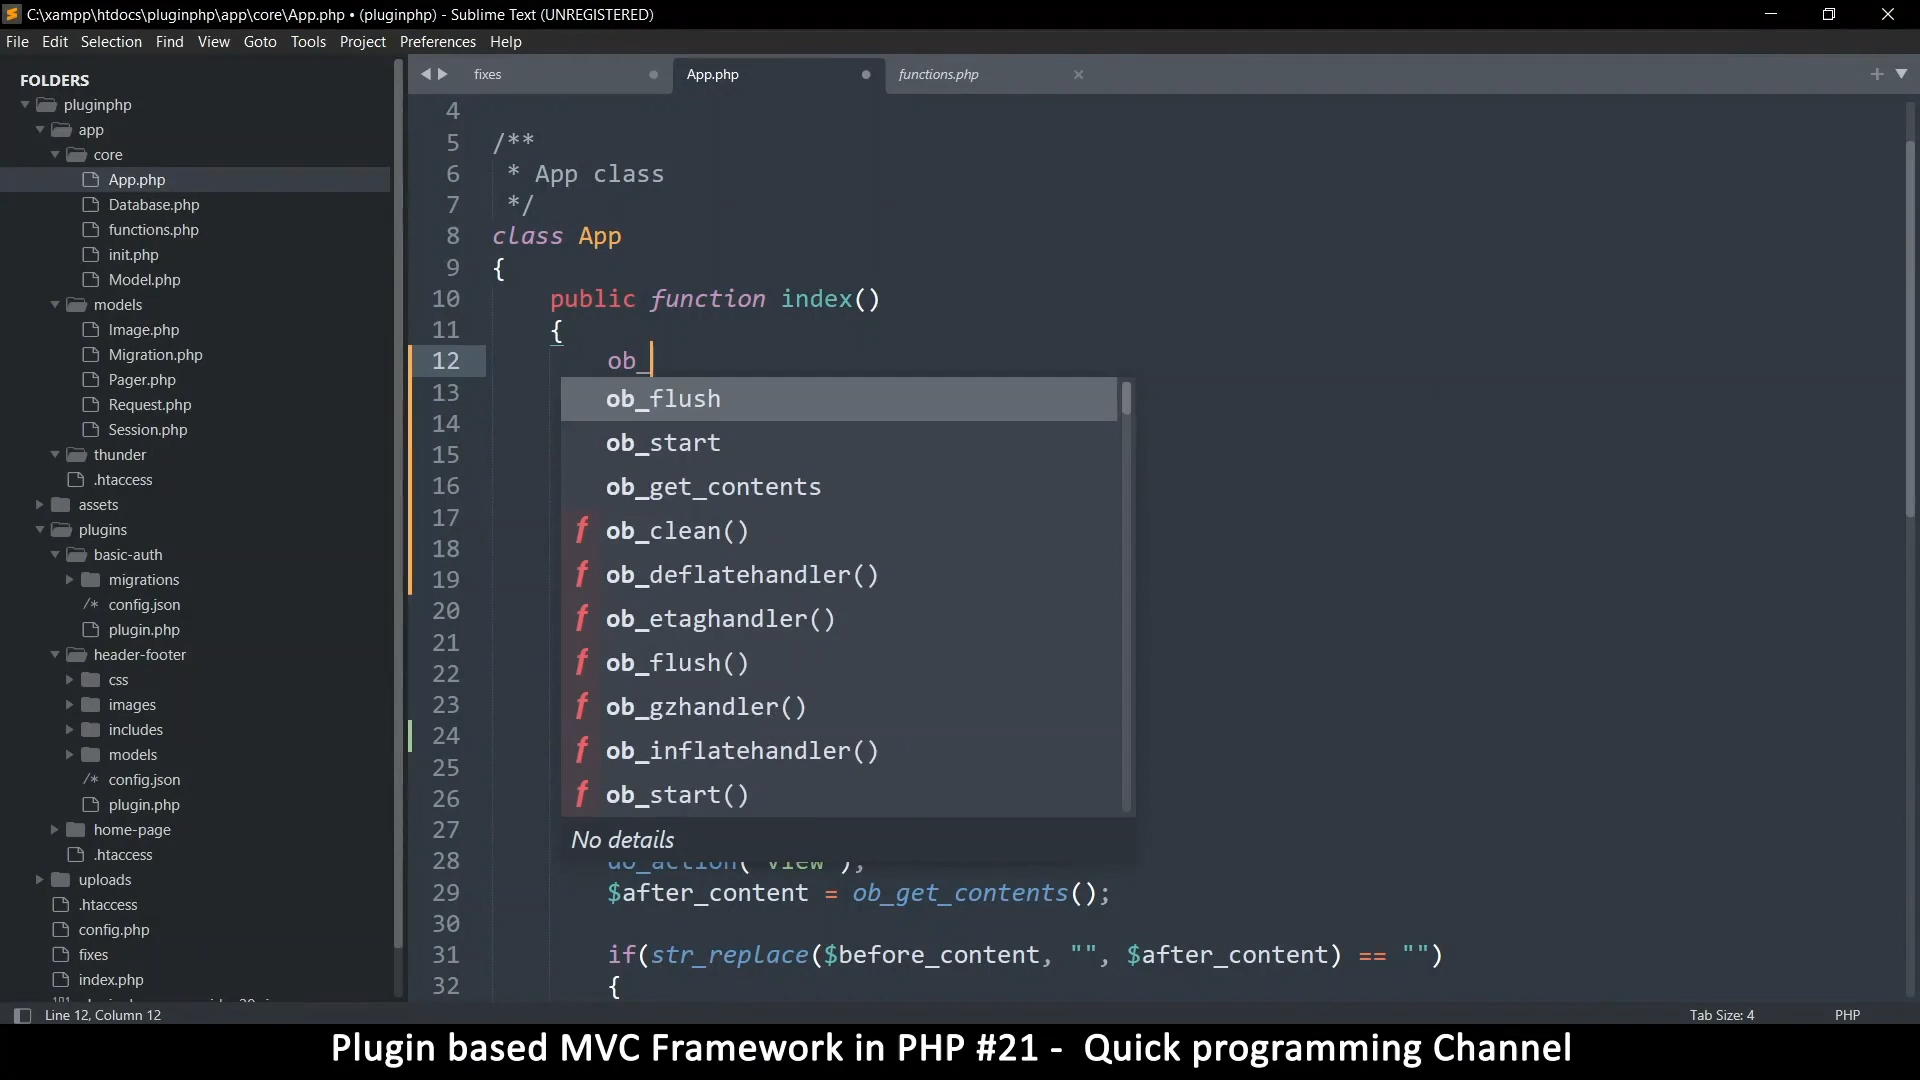 C:\xampp\htdocs\pluginphp\app\core\App.php • (pluginphp) - Sublime Text (UNREGISTERED)
File Edit Selection Find View Goto Tools Project Preferences Help
FOLDERS
pluginphp
app
core
App.php
Database.php
functions.php
init.php
Model.php
models
Image.php
Migration.php
Pager.php
Request.php
Session.php
thunder
.htaccess
assets
plugins
basic-auth
migrations
/* config.json
plugin.php
header-footer
css
images
includes
models
/* config.json
plugin.php
home-page
.htaccess
uploads
.htaccess
config.php
fixes
index.php
fixes App.php functions.php
4
5 /**
6 * App class
7 */
8 class App
9 {
10 public function index()
11 {
12 ob_
13
14
15
16
17
18
19
20
21
22
23
24
25
26
27
28
ob_flush
ob_start
ob_get_contents
f ob_clean()
f ob_deflatehandler()
f ob_etaghandler()
f ob_flush()
f ob_gzhandler()
f ob_inflatehandler()
f ob_start()
No details
29 $after_content = ob_get_contents();
30
31 if(str_replace($before_content, "", $after_content) == "")
32 {
Line 12, Column 12 Tab Size: 4 PHP
Plugin based MVC Framework in PHP #21 - Quick programming Channel